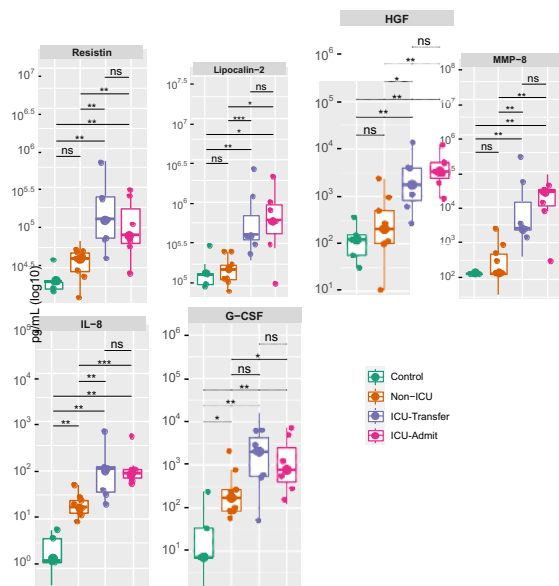 HGF
Resistin
Lipocalin−2
MMP−8
10^7
10^6.5
10^6
10^5.5
10^5
10^4.5
ns
**
**
**
**
ns
10^7.5
10^7
10^6.5
10^6
10^5.5
10^5
ns
*
***
*
**
ns
10^6
10^5
10^4
10^3
10^2
10^1
ns
**
*
**
**
ns
10^8
10^7
10^6
10^5
10^4
10^3
10^2
ns
**
**
**
**
ns
pg/mL (log10)
IL−8
G−CSF
10^5
10^4
10^3
10^2
10^1
10^0
ns
***
**
**
**
**
10^6
10^5
10^4
10^3
10^2
10^1
ns
*
ns
**
**
*
Control
Non−ICU
ICU−Transfer
ICU−Admit